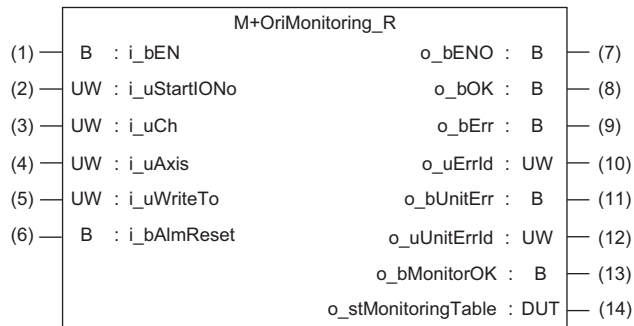 M+OriMonitoring_R
(1) B : i_bEN o_bENO : B (7)
(2) UW : i_uStartIONo o_bOK : B (8)
(3) UW : i_uCh o_bErr : B (9)
(4) UW : i_uAxis o_uErrId : UW (10)
(5) UW : i_uWriteTo o_bUnitErr : B (11)
(6) B : i_bAlmReset o_uUnitErrId : UW (12)
o_bMonitorOK : B (13)
o_stMonitoringTable : DUT (14)